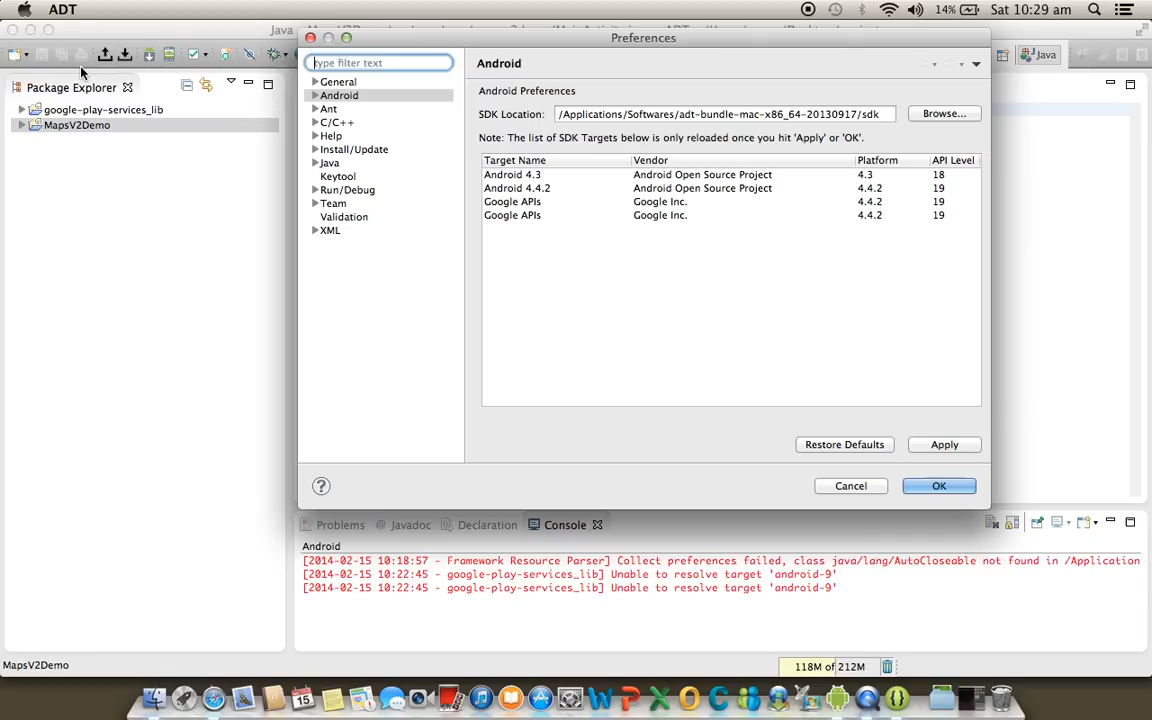 ADT
14%
Sat 10:29 am
Java
Preferences
Java
Package Explorer
google-play-services_lib
MapsV2Demo
type filter text
General
Android
Ant
C/C++
Help
Install/Update
Java
Keytool
Run/Debug
Team
Validation
XML
Android
Android Preferences
SDK Location: /Applications/Softwares/adt-bundle-mac-x86_64-20130917/sdk Browse...
Note: The list of SDK Targets below is only reloaded once you hit 'Apply' or 'OK'.
Target Name Vendor Platform API Level
Android 4.3 Android Open Source Project 4.3 18
Android 4.4.2 Android Open Source Project 4.4.2 19
Google APIs Google Inc. 4.4.2 19
Google APIs Google Inc. 4.4.2 19
Restore Defaults Apply
Cancel OK
Problems Javadoc Declaration Console
Android
[2014-02-15 10:18:57 - Framework Resource Parser] Collect preferences failed, class java/lang/AutoCloseable not found in /Application
[2014-02-15 10:22:45 - google-play-services_lib] Unable to resolve target 'android-9'
[2014-02-15 10:22:45 - google-play-services_lib] Unable to resolve target 'android-9'
MapsV2Demo
118M of 212M